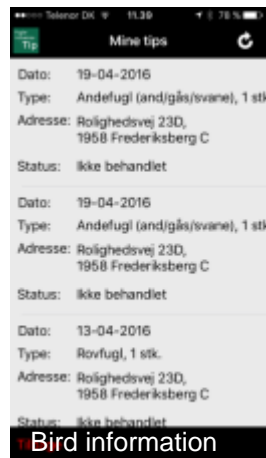 Telenor DK 11.39 78 %
Tip Mine tips
Dato: 19-04-2016
Type: Andefugl (and/gås/svane), 1 stk
Adresse: Rolighedsvej 23D,
1958 Frederiksberg C
Status: Ikke behandlet
Dato: 19-04-2016
Type: Andefugl (and/gås/svane), 1 stk
Adresse: Rolighedsvej 23D,
1958 Frederiksberg C
Status: Ikke behandlet
Dato: 13-04-2016
Type: Rovfugl, 1 stk.
Adresse: Rolighedsvej 23D,
1958 Frederiksberg C
Status: Ikke behandlet
Bird information